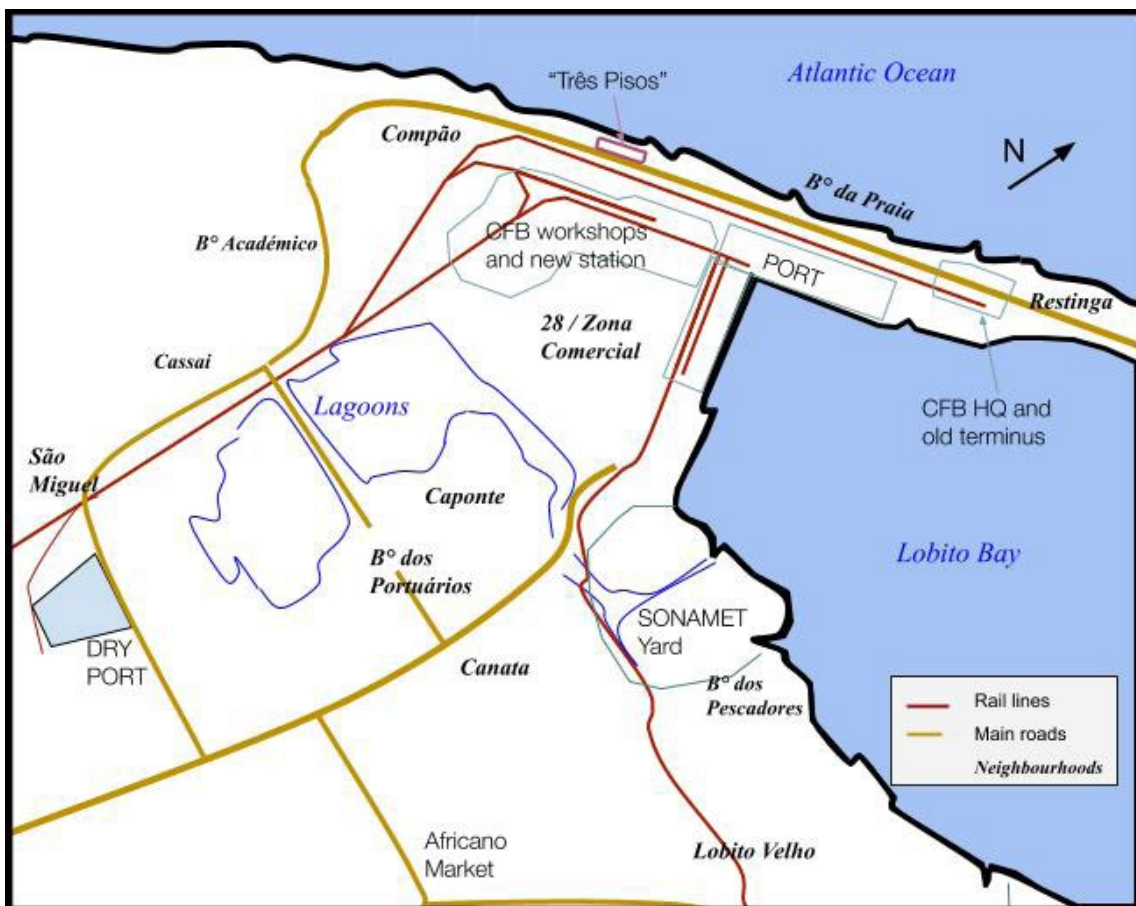 Atlantic Ocean
“Três Pisos”
Compão
N
B° da Praia
B° Académico
CFB workshops
and new station
PORT
Restinga
28 / Zona
Comercial
Cassai
Lagoons
CFB HQ and
old terminus
São
Miguel
Caponte
Lobito Bay
B° dos
Portuários
SONAMET
Yard
DRY
PORT
Canata
B° dos
Pescadores
Rail lines
Main roads
Neighbourhoods
Africano
Market
Lobito Velho